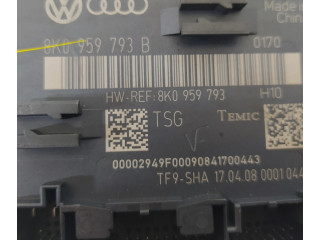 Made in
China
8K0 959 793 B
0170
HW-REF: 8K0 959 793 H10
TSG TEMIC
00002949F00090841700443
TF9-SHA 17.04.08 0001044